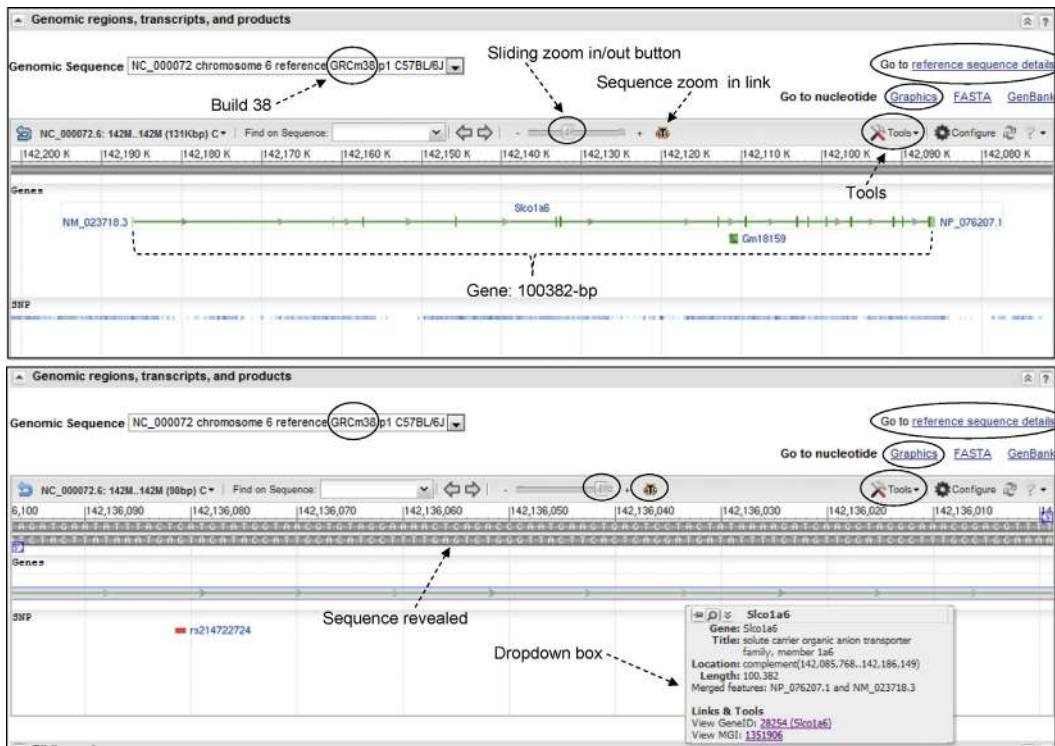 Genomic regions, transcripts, and products
Sliding zoom in/out button
Genomic Sequence NC_000072 chromosome 6 reference GRCm38.p1 C57BL/6J
Go to reference sequence details
Sequence zoom in link
Build 38
Go to nucleotide Graphics FASTA GenBank
NC_000072.6: 142M..142M (131Kbp) C Find on Sequence: - + Tools Configure ?
142,200 K 142,190 K 142,180 K 142,170 K 142,160 K 142,150 K 142,140 K 142,130 K 142,120 K 142,110 K 142,100 K 142,090 K 142,080 K
Tools
Genes
Slco1a6
NM_023718.3 NP_076207.1
Gm18159
Gene: 100382-bp
SNP
Genomic regions, transcripts, and products
Genomic Sequence NC_000072 chromosome 6 reference GRCm38.p1 C57BL/6J
Go to reference sequence details
Go to nucleotide Graphics FASTA GenBank
NC_000072.6: 142M..142M (98bp) C Find on Sequence: - + Tools Configure ?
6,100 142,136,090 142,136,080 142,136,070 142,136,060 142,136,050 142,136,040 142,136,030 142,136,020 142,136,010 14
Genes
SNP
rs214722724
Sequence revealed
Dropdown box
Slco1a6
Gene: Slco1a6
Title: solute carrier organic anion transporter
family, member 1a6
Location: complement(142,085,768..142,186,149)
Length: 100,382
Merged features: NP_076207.1 and NM_023718.3
Links & Tools
View GeneID: 28254 (Slco1a6)
View MGI: 1351906